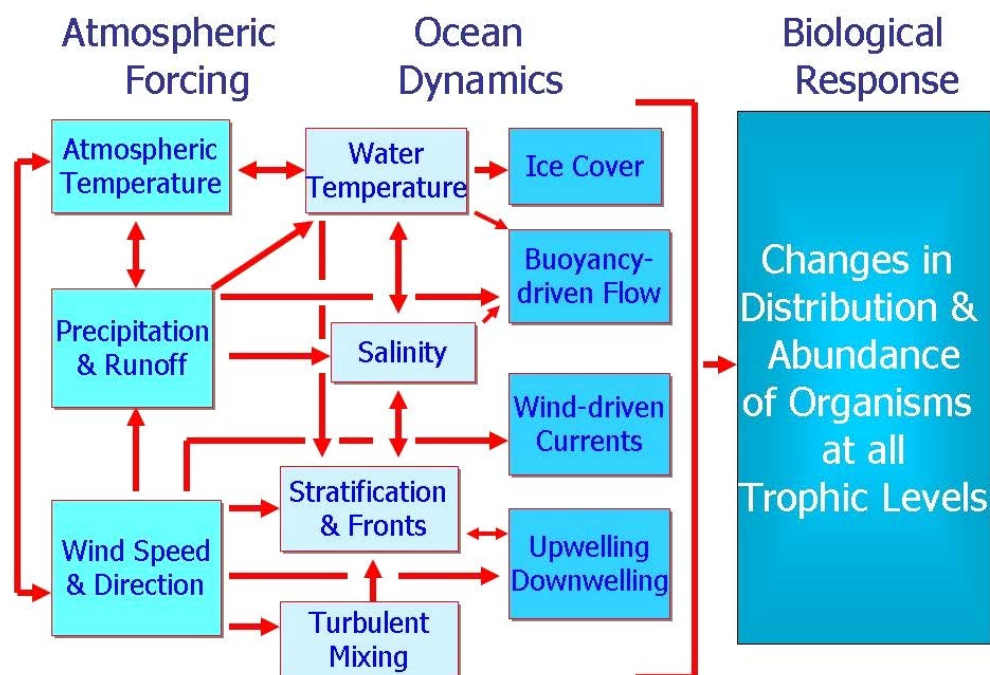 Atmospheric
Forcing
Ocean
Dynamics
Biological
Response
Atmospheric
Temperature
Precipitation
& Runoff
Wind Speed
& Direction
Water
Temperature
Salinity
Stratification
& Fronts
Turbulent
Mixing
Ice Cover
Buoyancy-
driven Flow
Wind-driven
Currents
Upwelling
Downwelling
Changes in
Distribution &
Abundance
of Organisms
at all
Trophic Levels